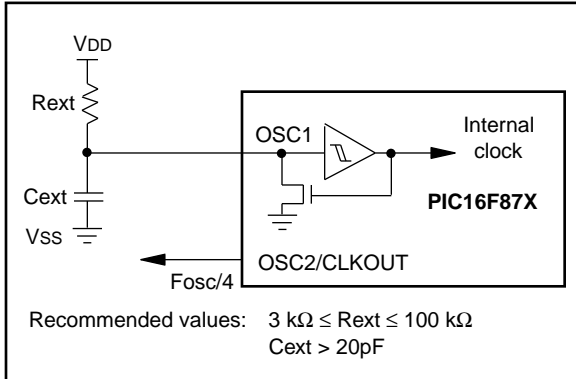 VDD
Rext
OSC1
Internal
clock
Cext
PIC16F87X
VSS
OSC2/CLKOUT
Fosc/4
Recommended values: 3 kΩ ≤ Rext ≤ 100 kΩ
Cext > 20pF